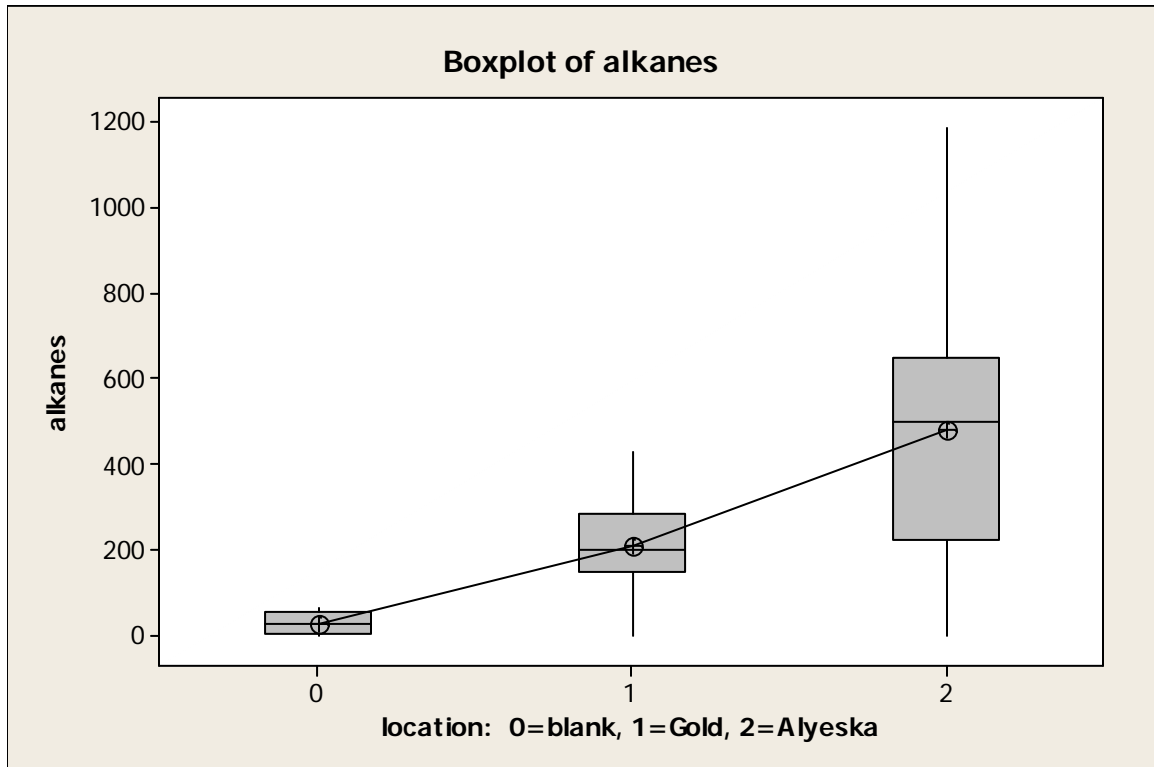 Boxplot of alkanes
1200
1000
800
600
400
200
0
alkanes
0 1 2
location: 0=blank, 1=Gold, 2=Alyeska